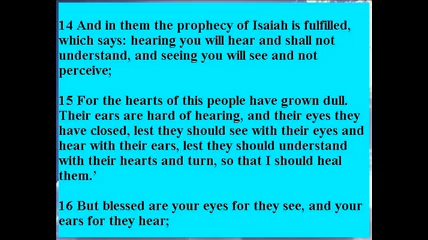 14 And in them the prophecy of Isaiah is fulfilled,
which says: hearing you will hear and shall not
understand, and seeing you will see and not
perceive;
15 For the hearts of this people have grown dull.
Their ears are hard of hearing, and their eyes they
have closed, lest they should see with their eyes and
hear with their ears, lest they should understand
with their hearts and turn, so that I should heal
them.’
16 But blessed are your eyes for they see, and your
ears for they hear;